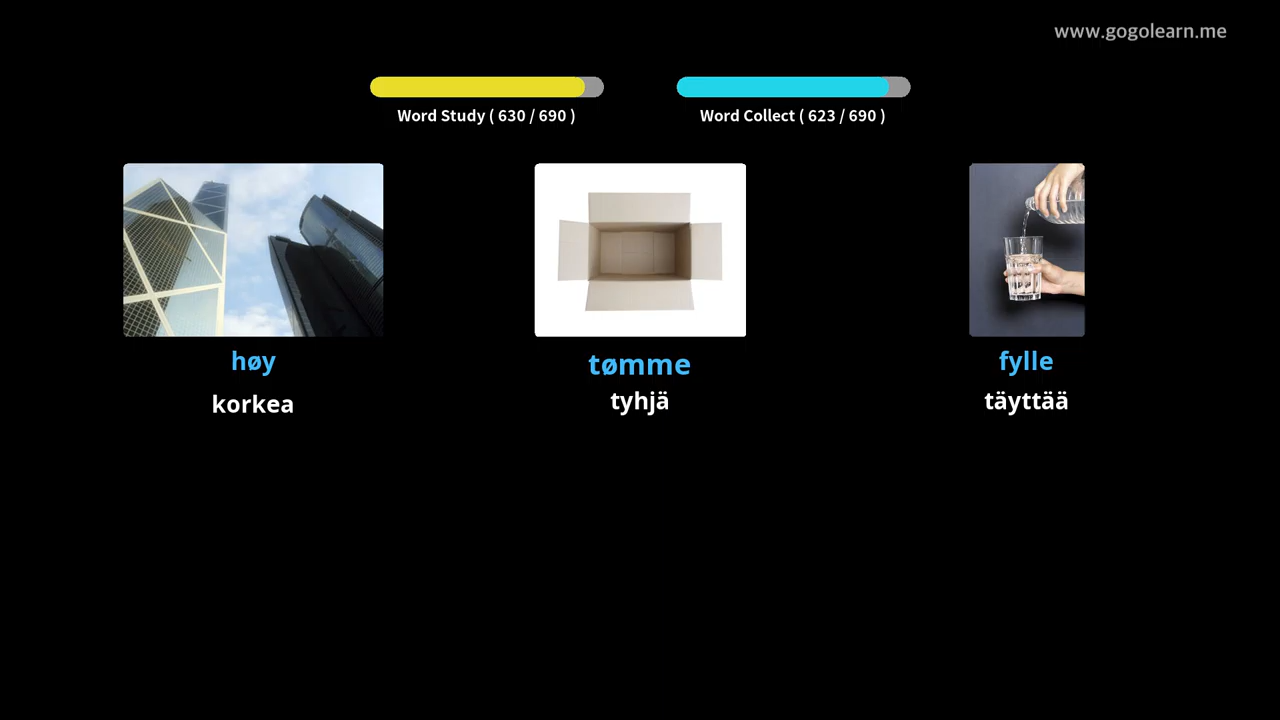 www.gogolearn.me
Word Study ( 630 / 690 )
Word Collect ( 623 / 690 )
høy
korkea
tømme
tyhjä
fylle
täyttää